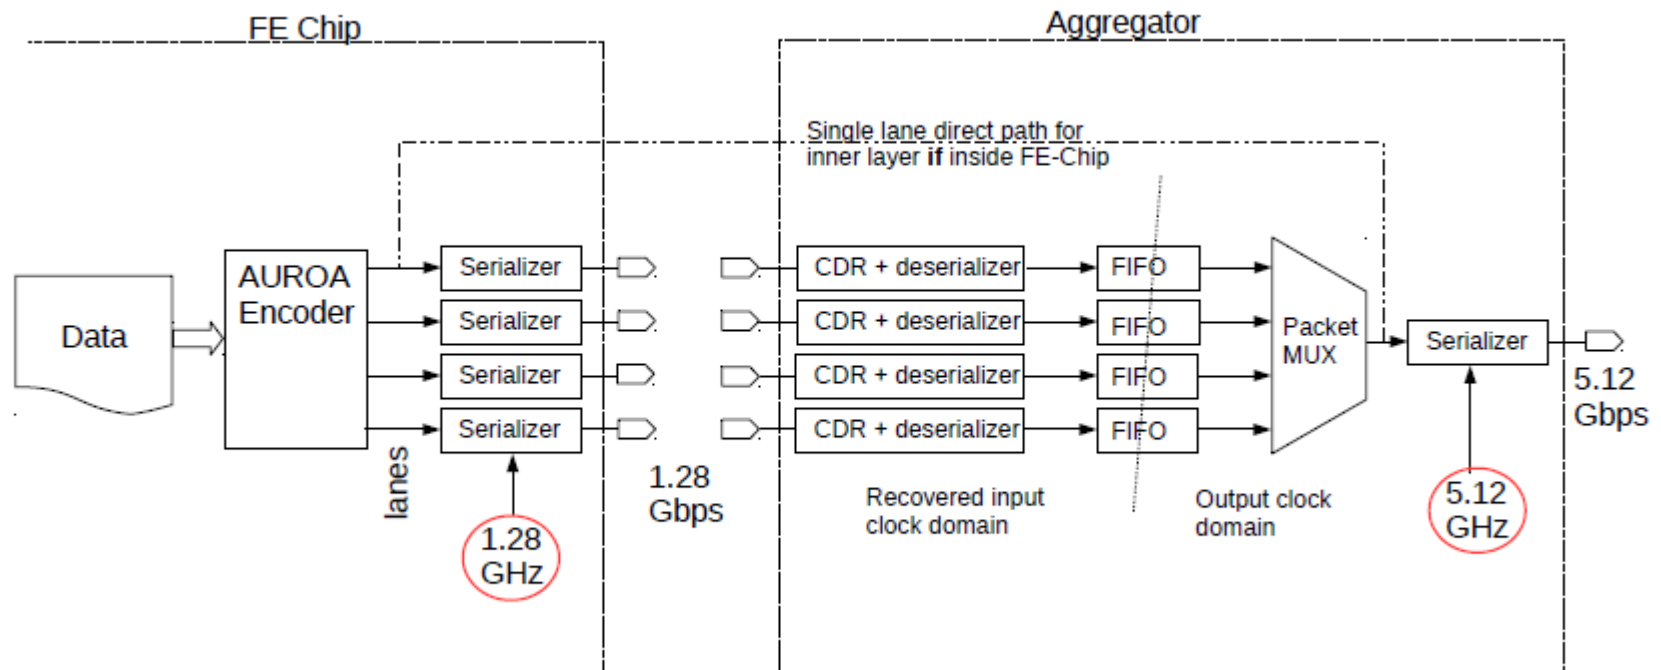 FE Chip
Aggregator
Single lane direct path for
inner layer if inside FE-Chip
Data
AUROA
Encoder
lanes
Serializer
Serializer
Serializer
Serializer
1.28
GHz
1.28
Gbps
CDR + deserializer
CDR + deserializer
CDR + deserializer
CDR + deserializer
FIFO
FIFO
FIFO
FIFO
Recovered input
clock domain
Output clock
domain
Packet
MUX
Serializer
5.12
GHz
5.12
Gbps